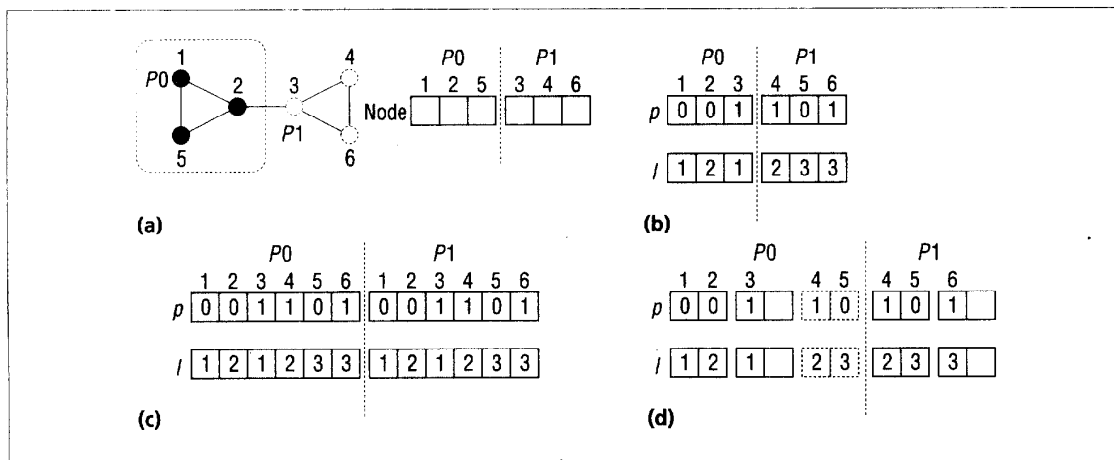 P0
1
2
5
3
P1
4
6
P0 P1
1 2 5 3 4 6
Node
(a)
P0 P1
1 2 3 4 5 6
p 0 0 1 1 0 1
l 1 2 1 2 3 3
(b)
P0 P1
1 2 3 4 5 6 1 2 3 4 5 6
p 0 0 1 1 0 1 0 0 1 1 0 1
l 1 2 1 2 3 3 1 2 1 2 3 3
(c)
P0 P1
1 2 3 4 5 4 5 6
p 0 0 1 1 0 1 0 1
l 1 2 1 2 3 2 3 3
(d)